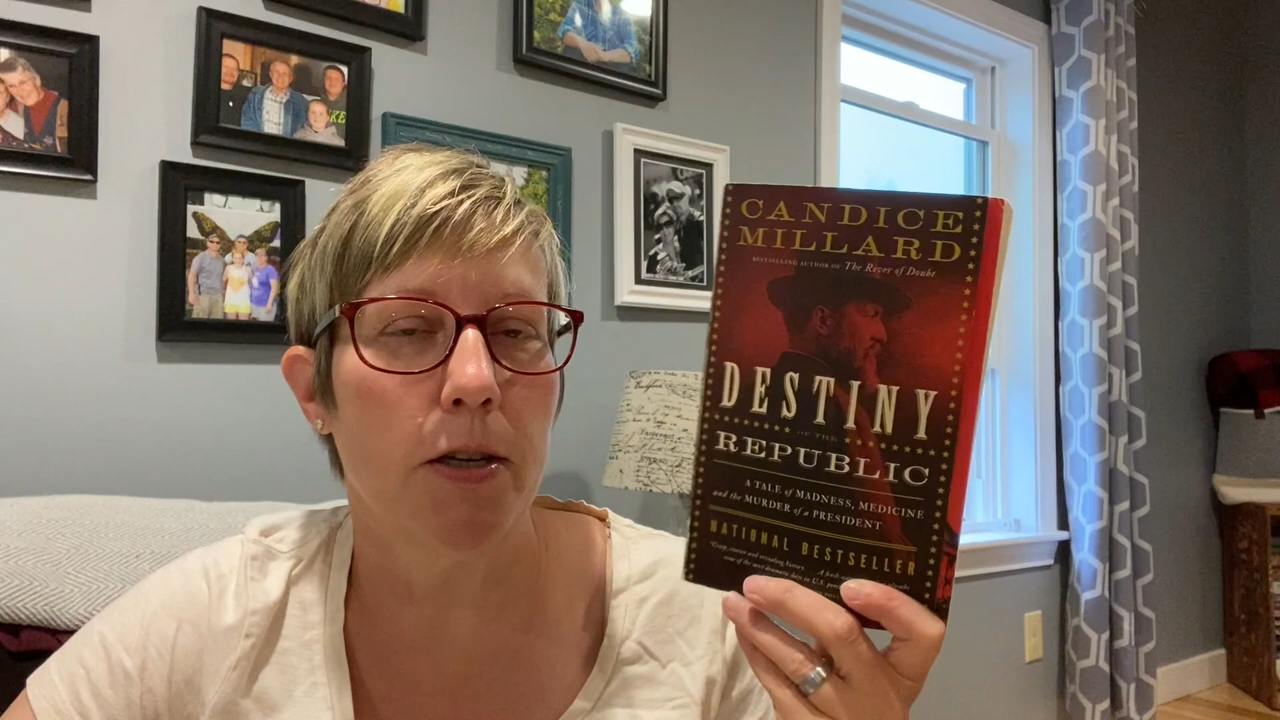 CANDICE
MILLARD
BESTSELLING AUTHOR OF The River of Doubt
DESTINY
OF THE
REPUBLIC
A TALE of MADNESS, MEDICINE
and the MURDER of a PRESIDENT
NATIONAL BESTSELLER